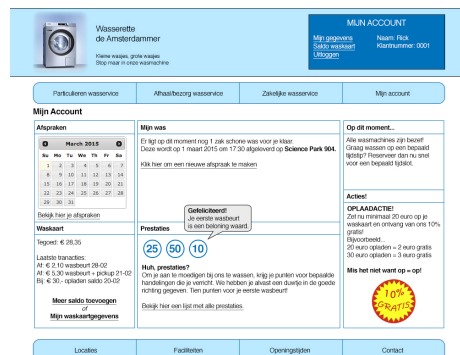 Wasserette
de Amsterdammer
Kleine wasjes, grote wasjes
Stop maar in onze wasmachine
MIJN ACCOUNT
Mijn gegevens
Saldo waskaart
Uitloggen
Naam: Rick
Klantnummer: 0001
Particulieren wasservice
Afhaal/bezorg wasservice
Zakelijke wasservice
Mijn account
Mijn Account
Afspraken
March 2015
Su Mo Tu We Th Fr Sa
1 2 3 4 5 6 7
8 9 10 11 12 13 14
15 16 17 18 19 20 21
22 23 24 25 26 27 28
29 30 31
Bekijk hier je afspraken
Waskaart
Tegoed: € 28,35
Laatste tranacties:
Af: € 2,10 wasbeurt 28-02
Af: € 5,30 wasbeurt + pickup 21-02
Bij: € 30,- opladen saldo 20-02
Meer saldo toevoegen
of
Mijn waskaartgegevens
Mijn was
Er ligt op dit moment nog 1 zak schone was voor je klaar.
Deze wordt op 1 maart 2015 om 17:30 afgeleverd op Science Park 904.
Klik hier om een nieuwe afspraak te maken
Gefeliciteerd!
Je eerste wasbeurt
is een beloning waard.
Prestaties
25 50 10
Huh, prestaties?
Om je aan te moedigen bij ons te wassen, krijg je punten voor bepaalde
handelingen die je verricht. We hebben je alvast een duwtje in de goede
richting gegeven. Tien punten voor je eerste wasbeurt!
Bekijk hier een lijst met alle prestaties.
Op dit moment...
Alle wasmachines zijn bezet!
Graag wassen op een bepaald
tijdstip? Reserveer dan nu snel
voor een bepaald tijdslot.
Acties!
OPLAADACTIE!
Zet nu minimaal 20 euro op je
waskaart en ontvang van ons 10%
gratis!
Bijvoorbeeld...
20 euro opladen = 2 euro gratis
30 euro opladen = 3 euro gratis
Mis het niet want op = op!
10%
GRATIS
Locaties
Faciliteiten
Openingstijden
Contact